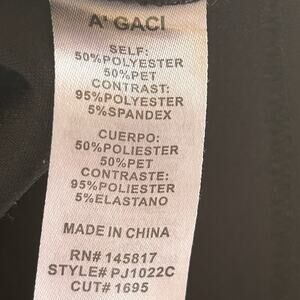 A' GACI
SELF:
50%POLYESTER
50%PET
CONTRAST:
95%POLYESTER
5%SPANDEX
CUERPO:
50%POLIESTER
50%PET
CONTRASTE:
95%POLIESTER
5%ELASTANO
MADE IN CHINA
RN# 145817
STYLE# PJ1022C
CUT# 1695